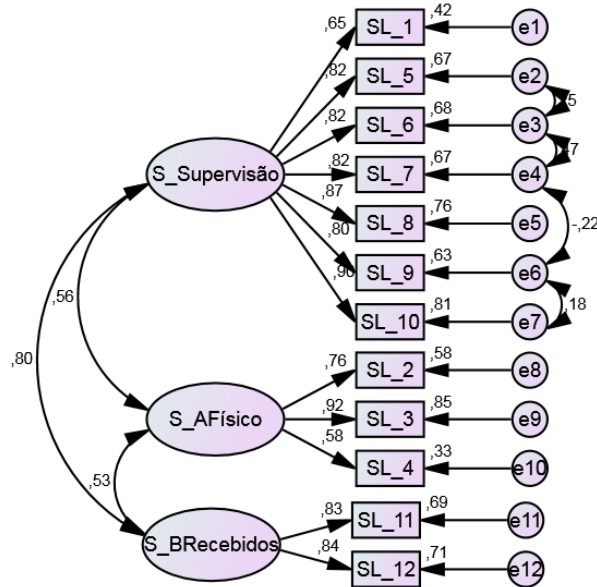 ,65 SL_1 ,42 e1
,82 SL_5 ,67 e2
,82 SL_6 ,68 e3
S_Supervisão ,82 SL_7 ,67 e4
,87 SL_8 ,76 e5
-,22
,80 SL_9 ,63 e6
,18
SL_10 ,81 e7
,56
,80
,76 SL_2 ,58 e8
S_AFísico ,92 SL_3 ,85 e9
,58 SL_4 ,33 e10
,53
,83 SL_11 ,69 e11
S_BRecebidos
,84 SL_12 ,71 e12